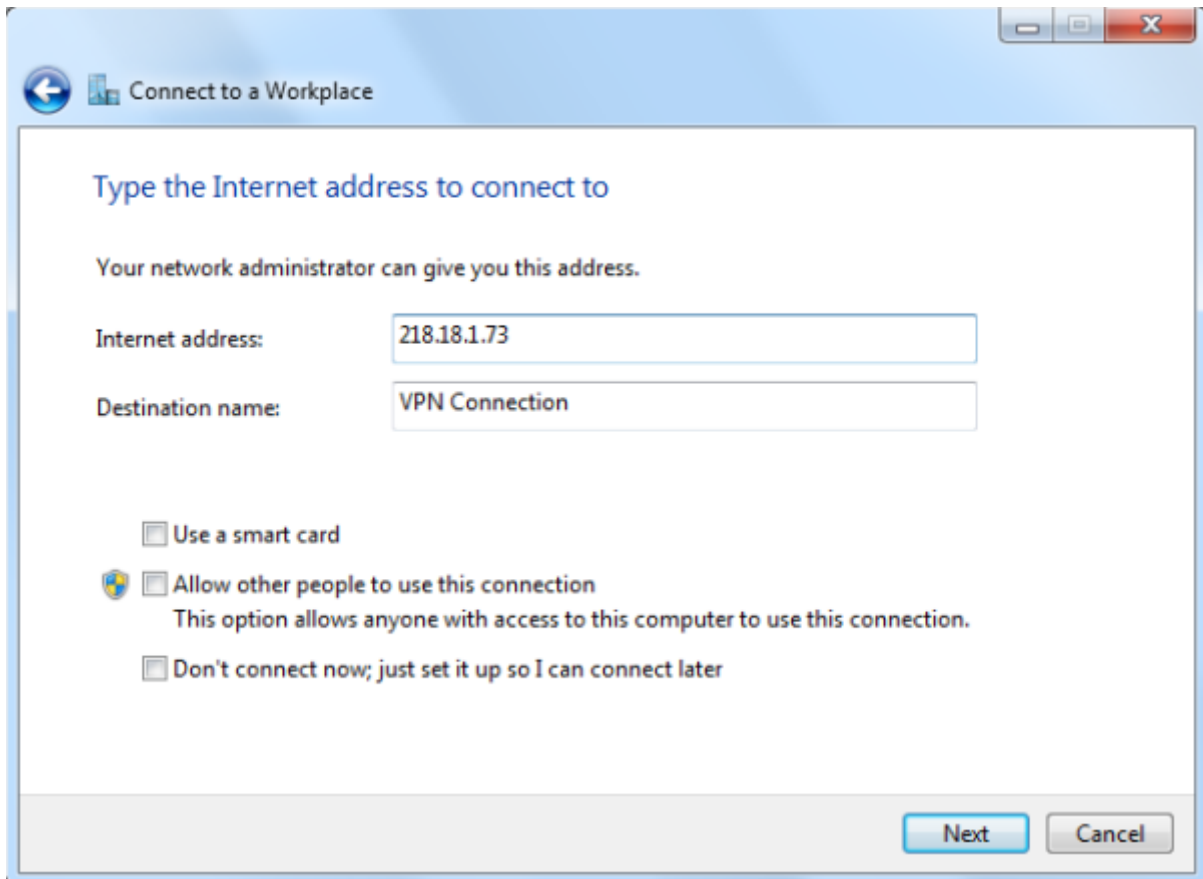 Connect to a Workplace
Type the Internet address to connect to
Your network administrator can give you this address.
Internet address: 218.18.1.73
Destination name: VPN Connection
Use a smart card
Allow other people to use this connection
This option allows anyone with access to this computer to use this connection.
Don't connect now; just set it up so I can connect later
Next Cancel